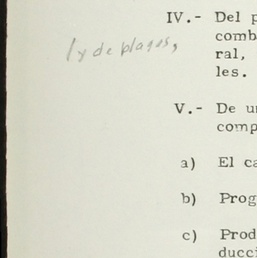 IV.- Del p
comb
ral,
les.
/y de plagas,
V.- De u
comp
a) El ca
b) Prog
c) Prod
ducci